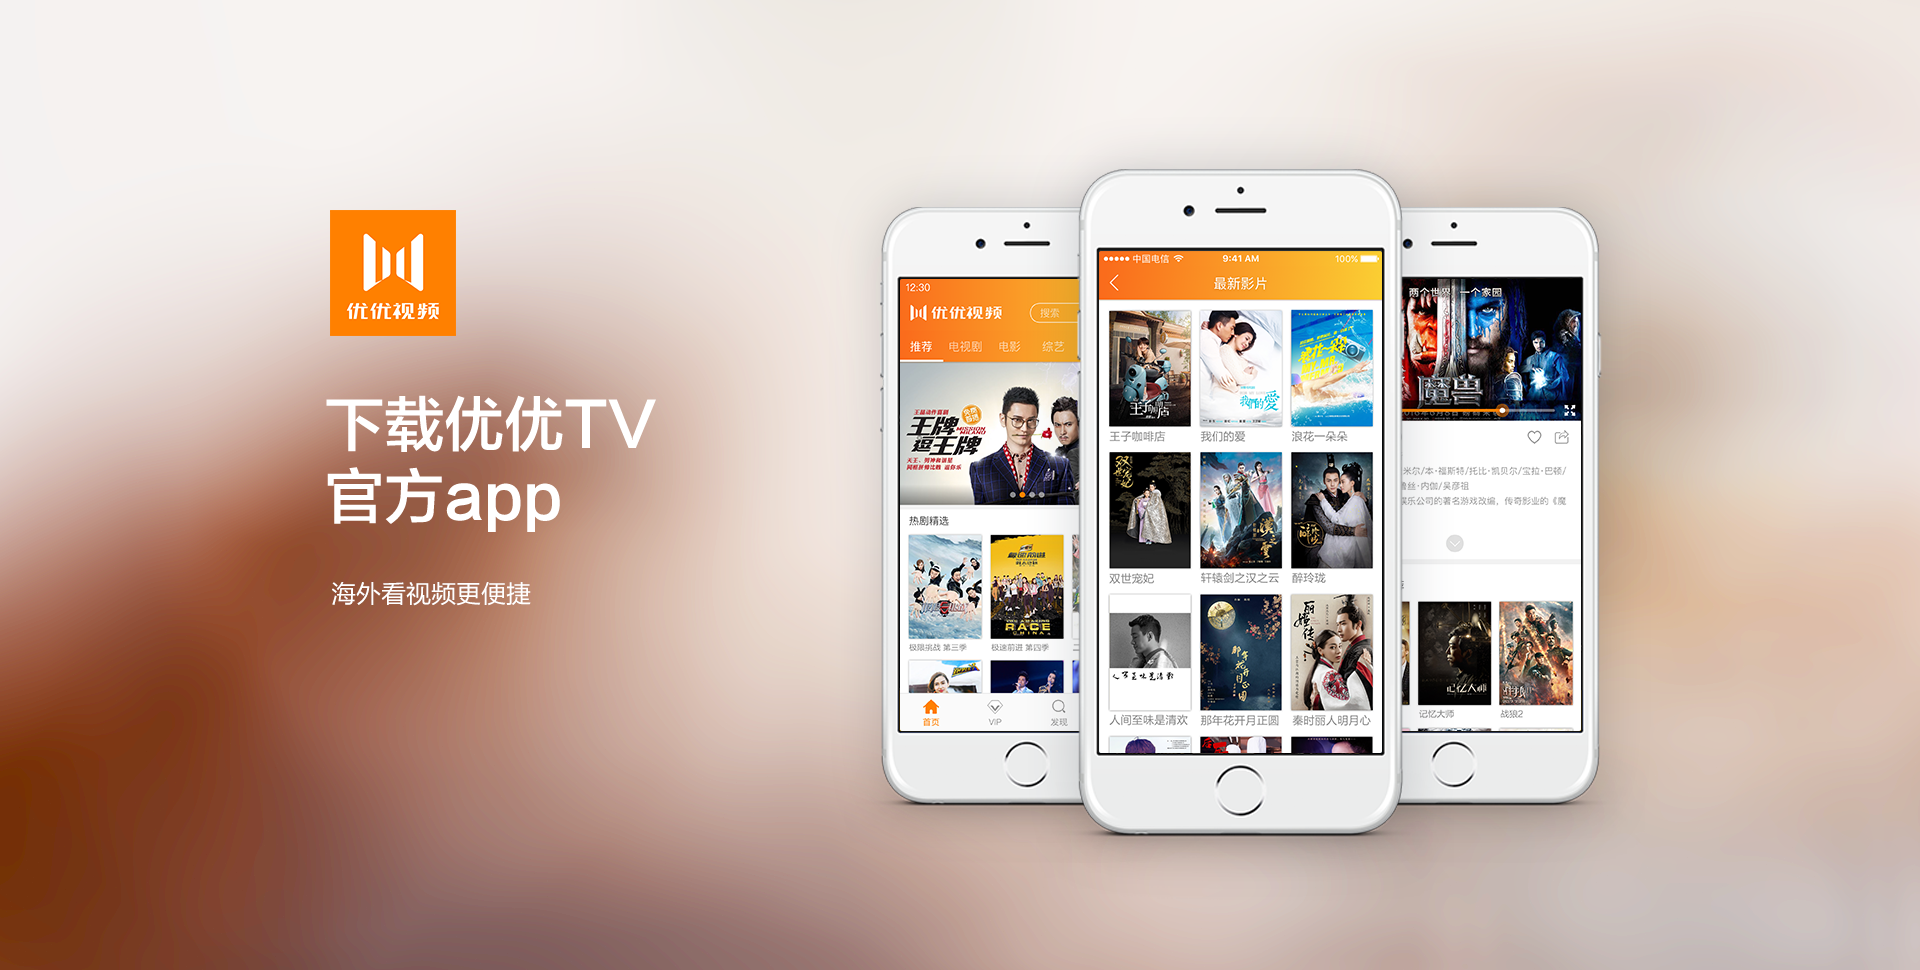 优优视频
下载优优TV
官方app
海外看视频更便捷
12:30
优优视频
搜索
推荐 电视剧 电影 综艺
王牌
逗王牌
MISSION
MILANO
热剧精选
THE AMAZING
RACE
CHINA
极限挑战 第三季
极速前进 第四季
首页
VIP
发现
中国电信
9:41 AM
100%
最新影片
王子咖啡店
我们的爱
浪花一朵朵
双世宠妃
轩辕剑之汉之云
醉玲珑
人间至味是清欢
那年花开月正圆
秦时丽人明月心
两个世界 一个家园
魔兽
米尔/本·福斯特/托比·凯贝尔/宝拉·巴顿/
丝·内伽/吴彦祖
娱乐公司的著名游戏改编，传奇影业的《魔
记忆大师
战狼2